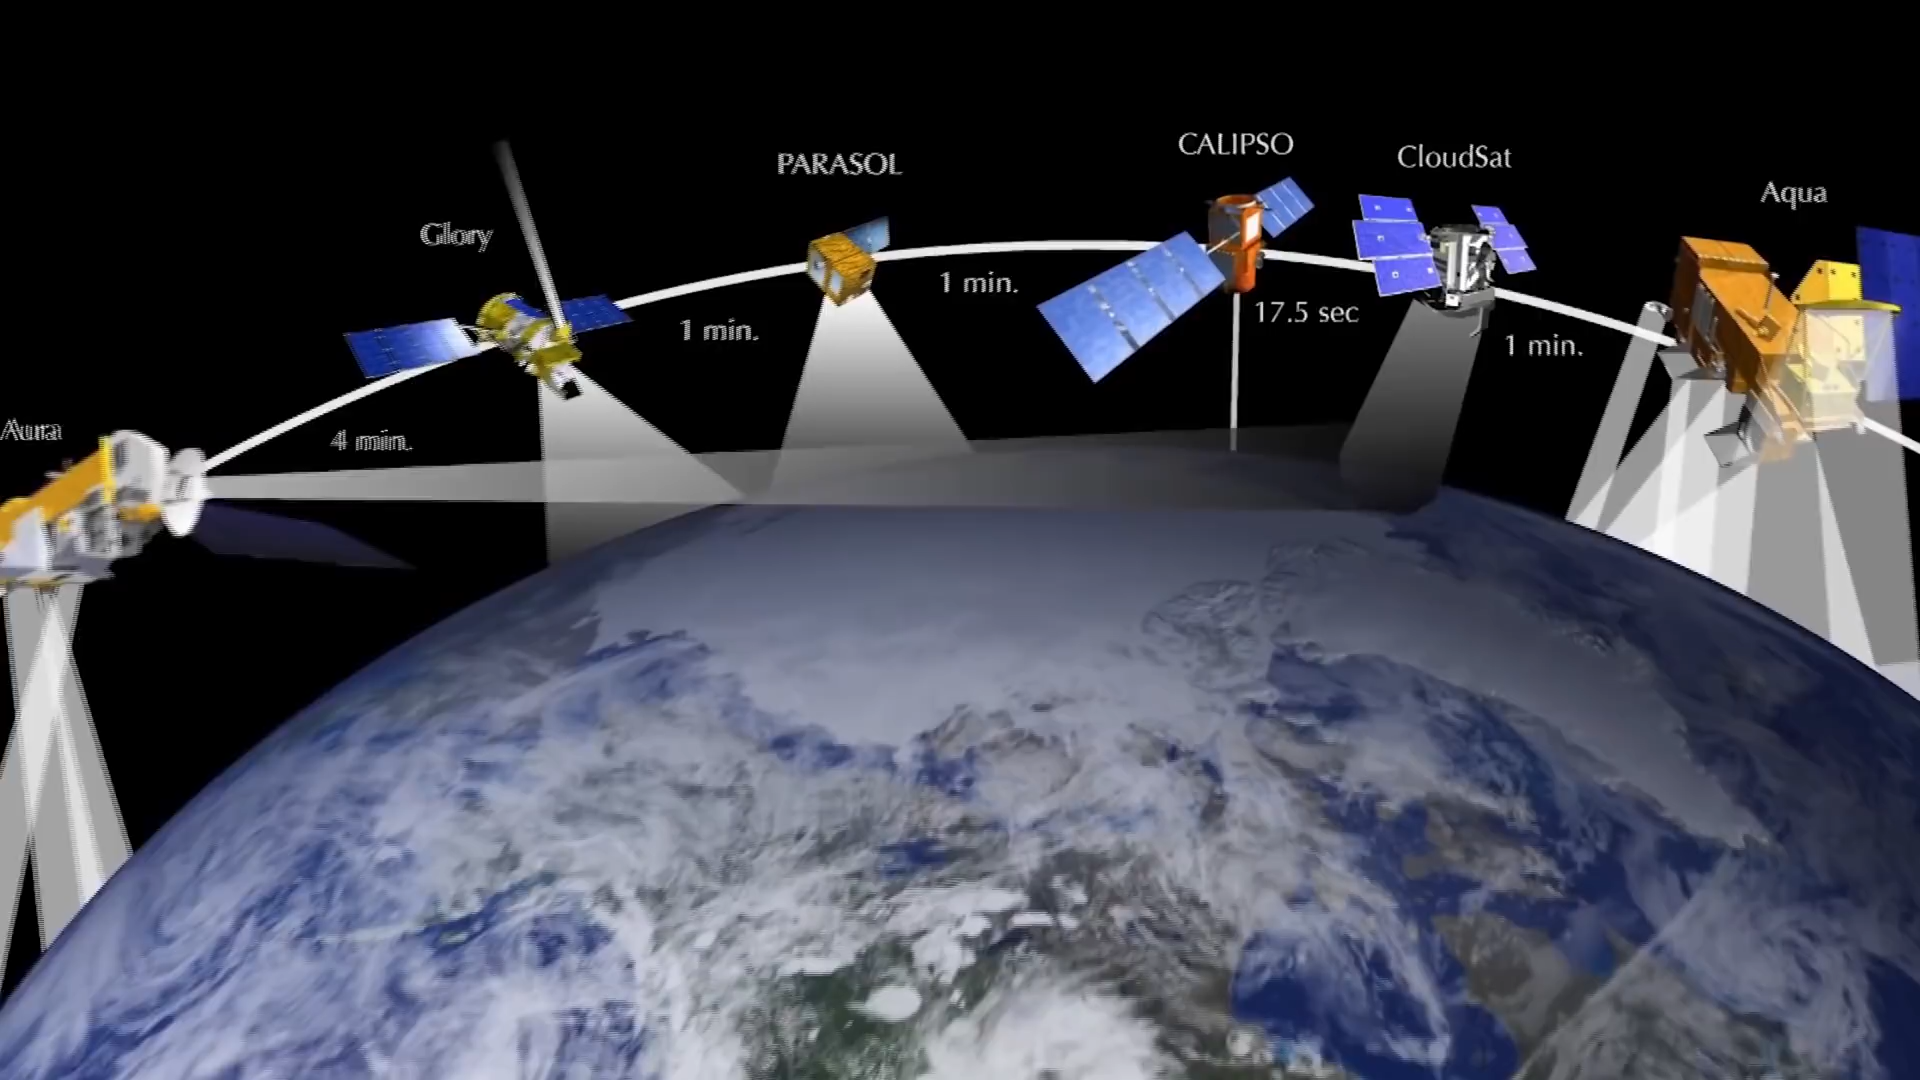 Aura
4 min.
Glory
1 min.
PARASOL
1 min.
CALIPSO
17.5 sec
CloudSat
1 min.
Aqua